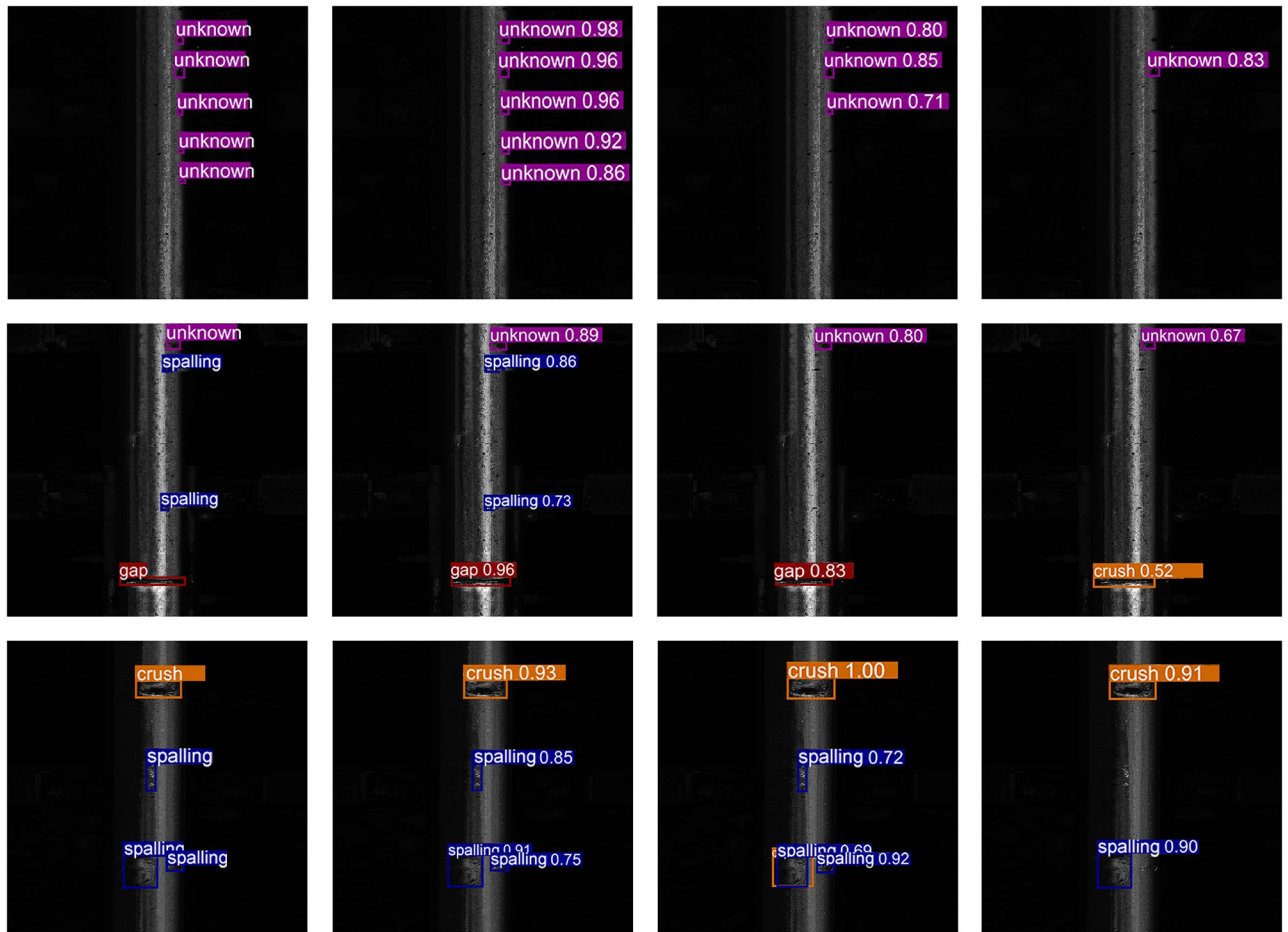 unknown
unknown
unknown
unknown
unknown
unknown 0.98
unknown 0.96
unknown 0.96
unknown 0.92
unknown 0.86
unknown 0.80
unknown 0.85
unknown 0.71
unknown 0.83
unknown
spalling
spalling
gap
unknown 0.89
spalling 0.86
spalling 0.73
gap 0.96
unknown 0.80
gap 0.83
unknown 0.67
crush 0.52
crush
spalling
spalling
spalling
crush 0.93
spalling 0.85
spalling 0.91
spalling 0.75
crush 1.00
spalling 0.72
spalling 0.69
spalling 0.92
crush 0.91
spalling 0.90